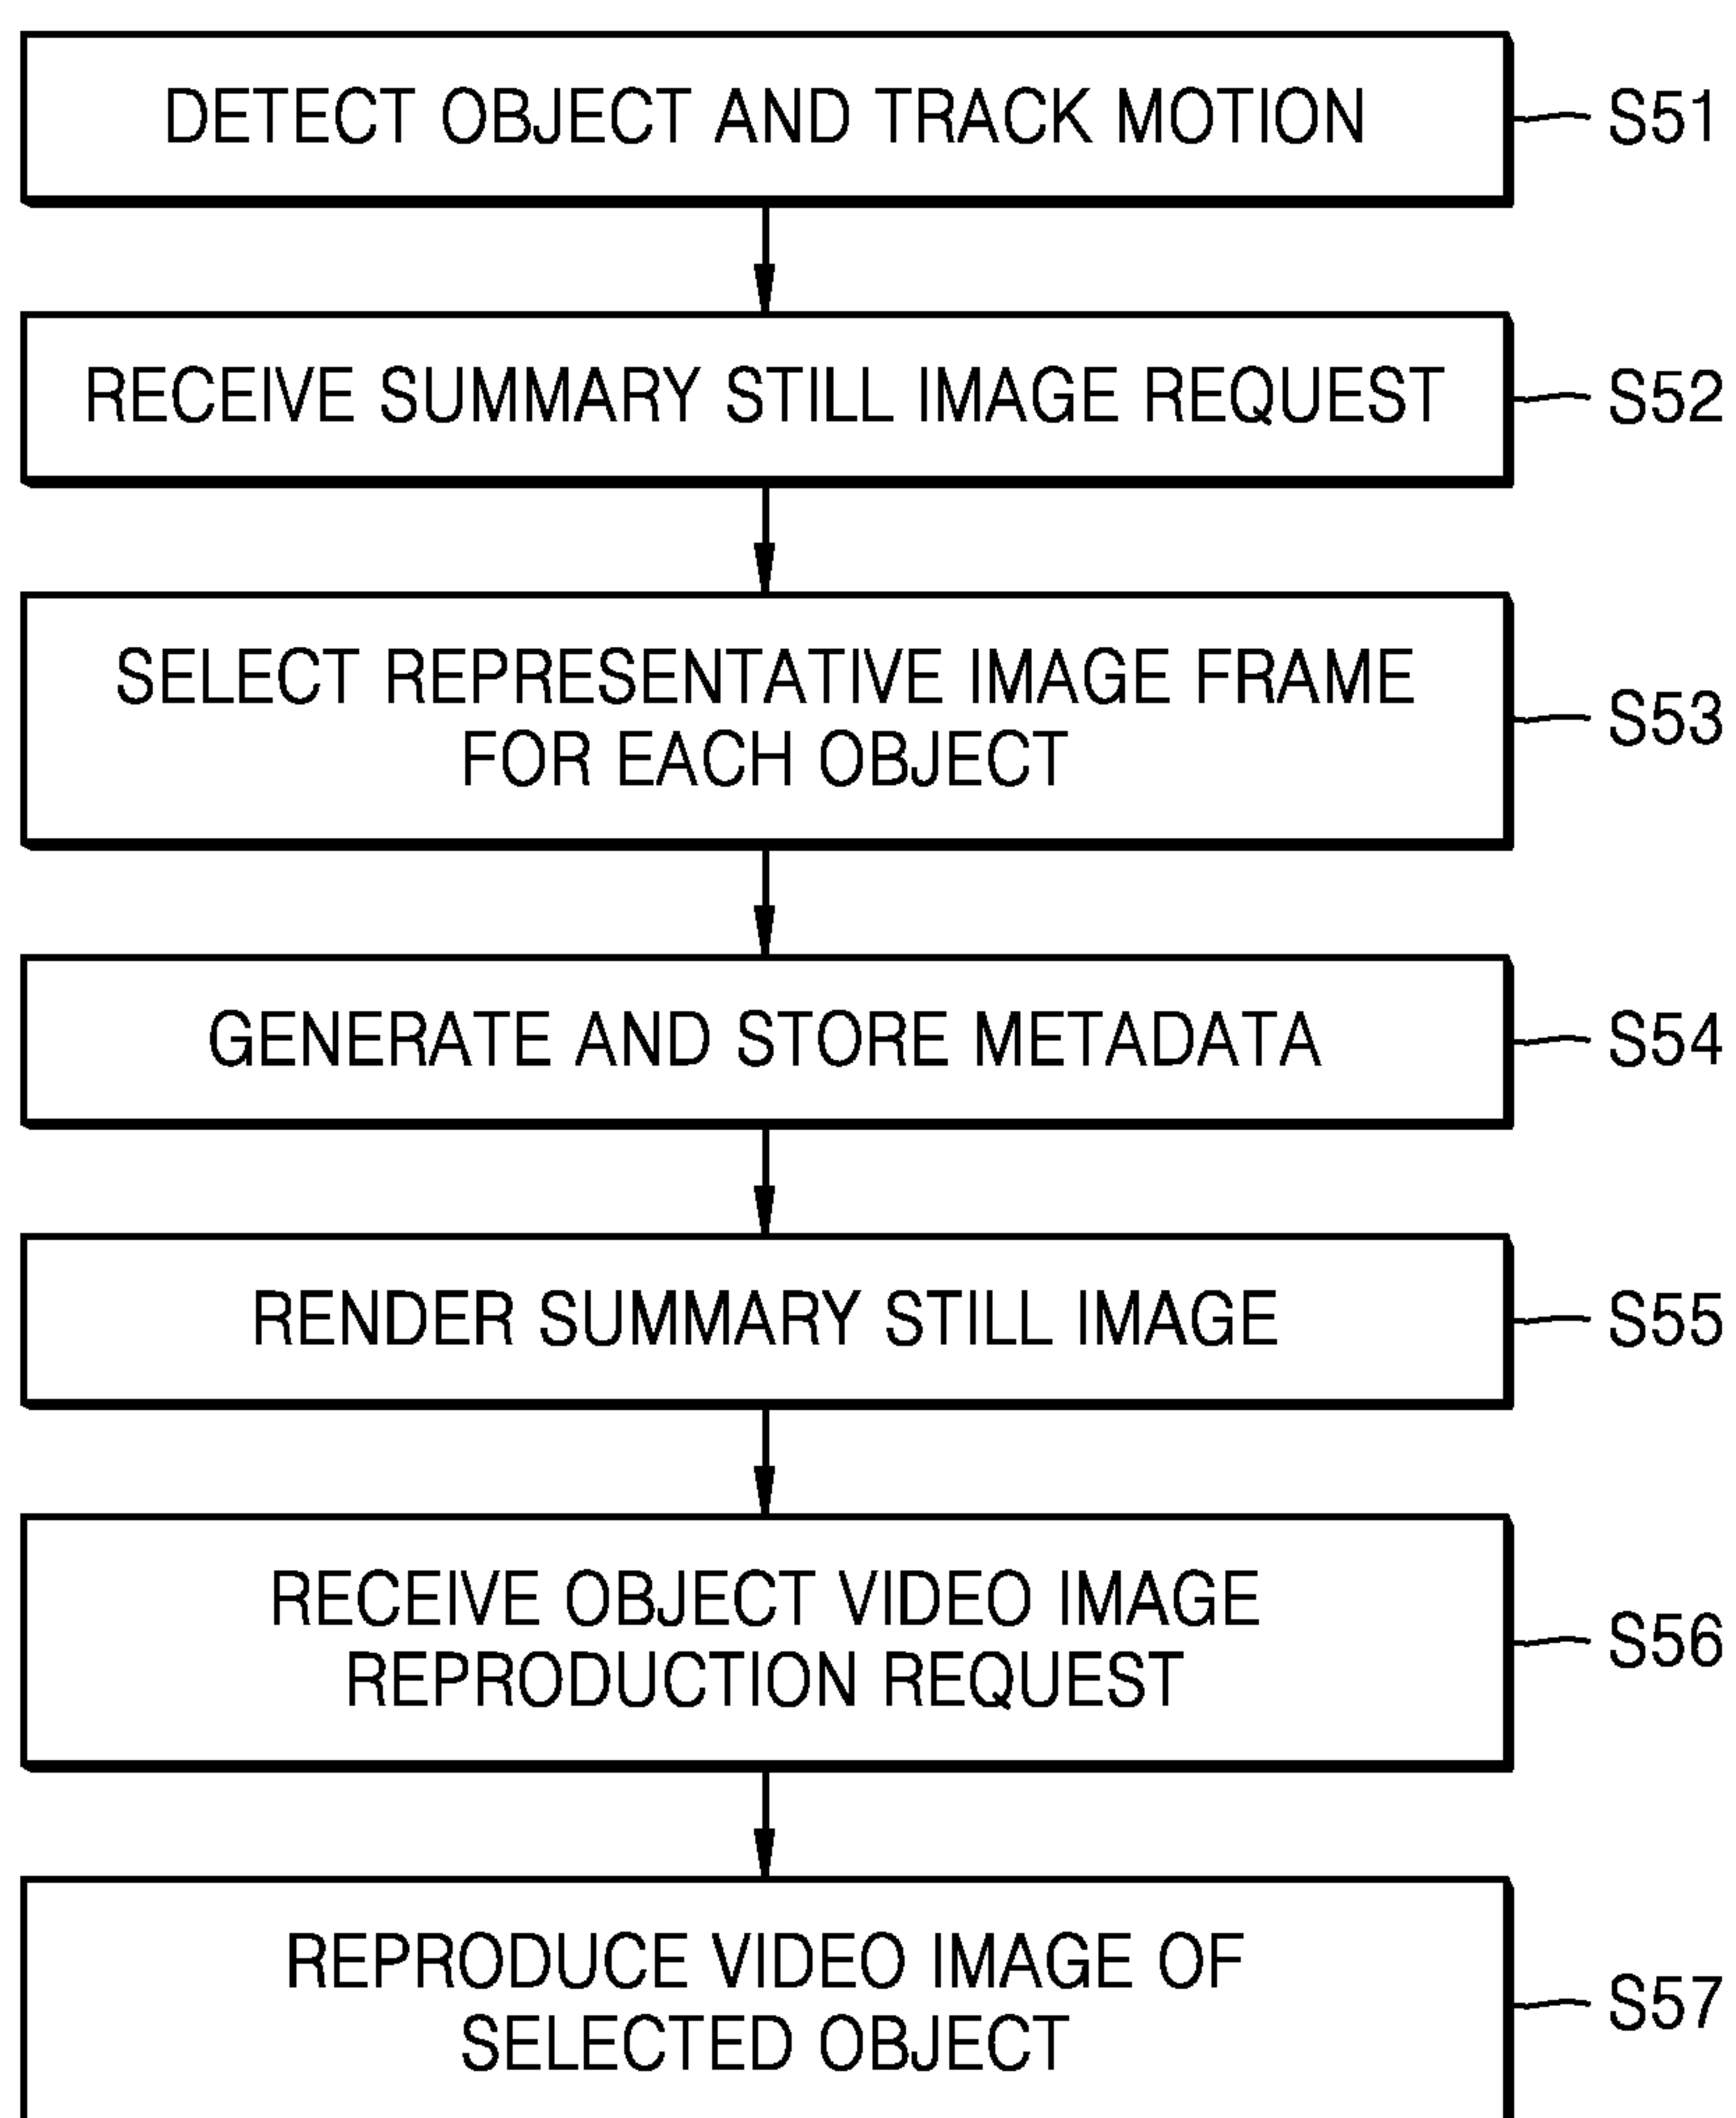 DETECT OBJECT AND TRACK MOTION
S51
RECEIVE SUMMARY STILL IMAGE REQUEST
S52
SELECT REPRESENTATIVE IMAGE FRAME
FOR EACH OBJECT
S53
GENERATE AND STORE METADATA
S54
RENDER SUMMARY STILL IMAGE
S55
RECEIVE OBJECT VIDEO IMAGE
REPRODUCTION REQUEST
S56
REPRODUCE VIDEO IMAGE OF
SELECTED OBJECT
S57